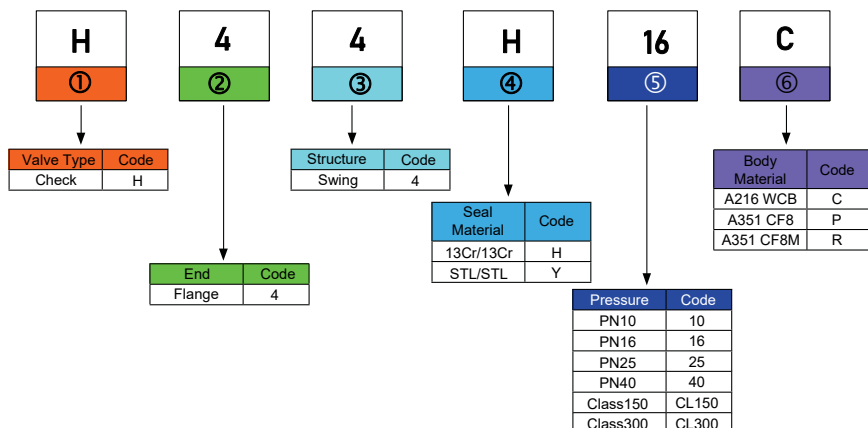 H 4 4 H 16 C
① ② ③ ④ ⑤ ⑥
Valve Type Code
Check H
Structure Code
Swing 4
Body Material Code
A216 WCB C
A351 CF8 P
A351 CF8M R
Seal Material Code
13Cr/13Cr H
STL/STL Y
End Code
Flange 4
Pressure Code
PN10 10
PN16 16
PN25 25
PN40 40
Class150 CL150
Class300 CL300